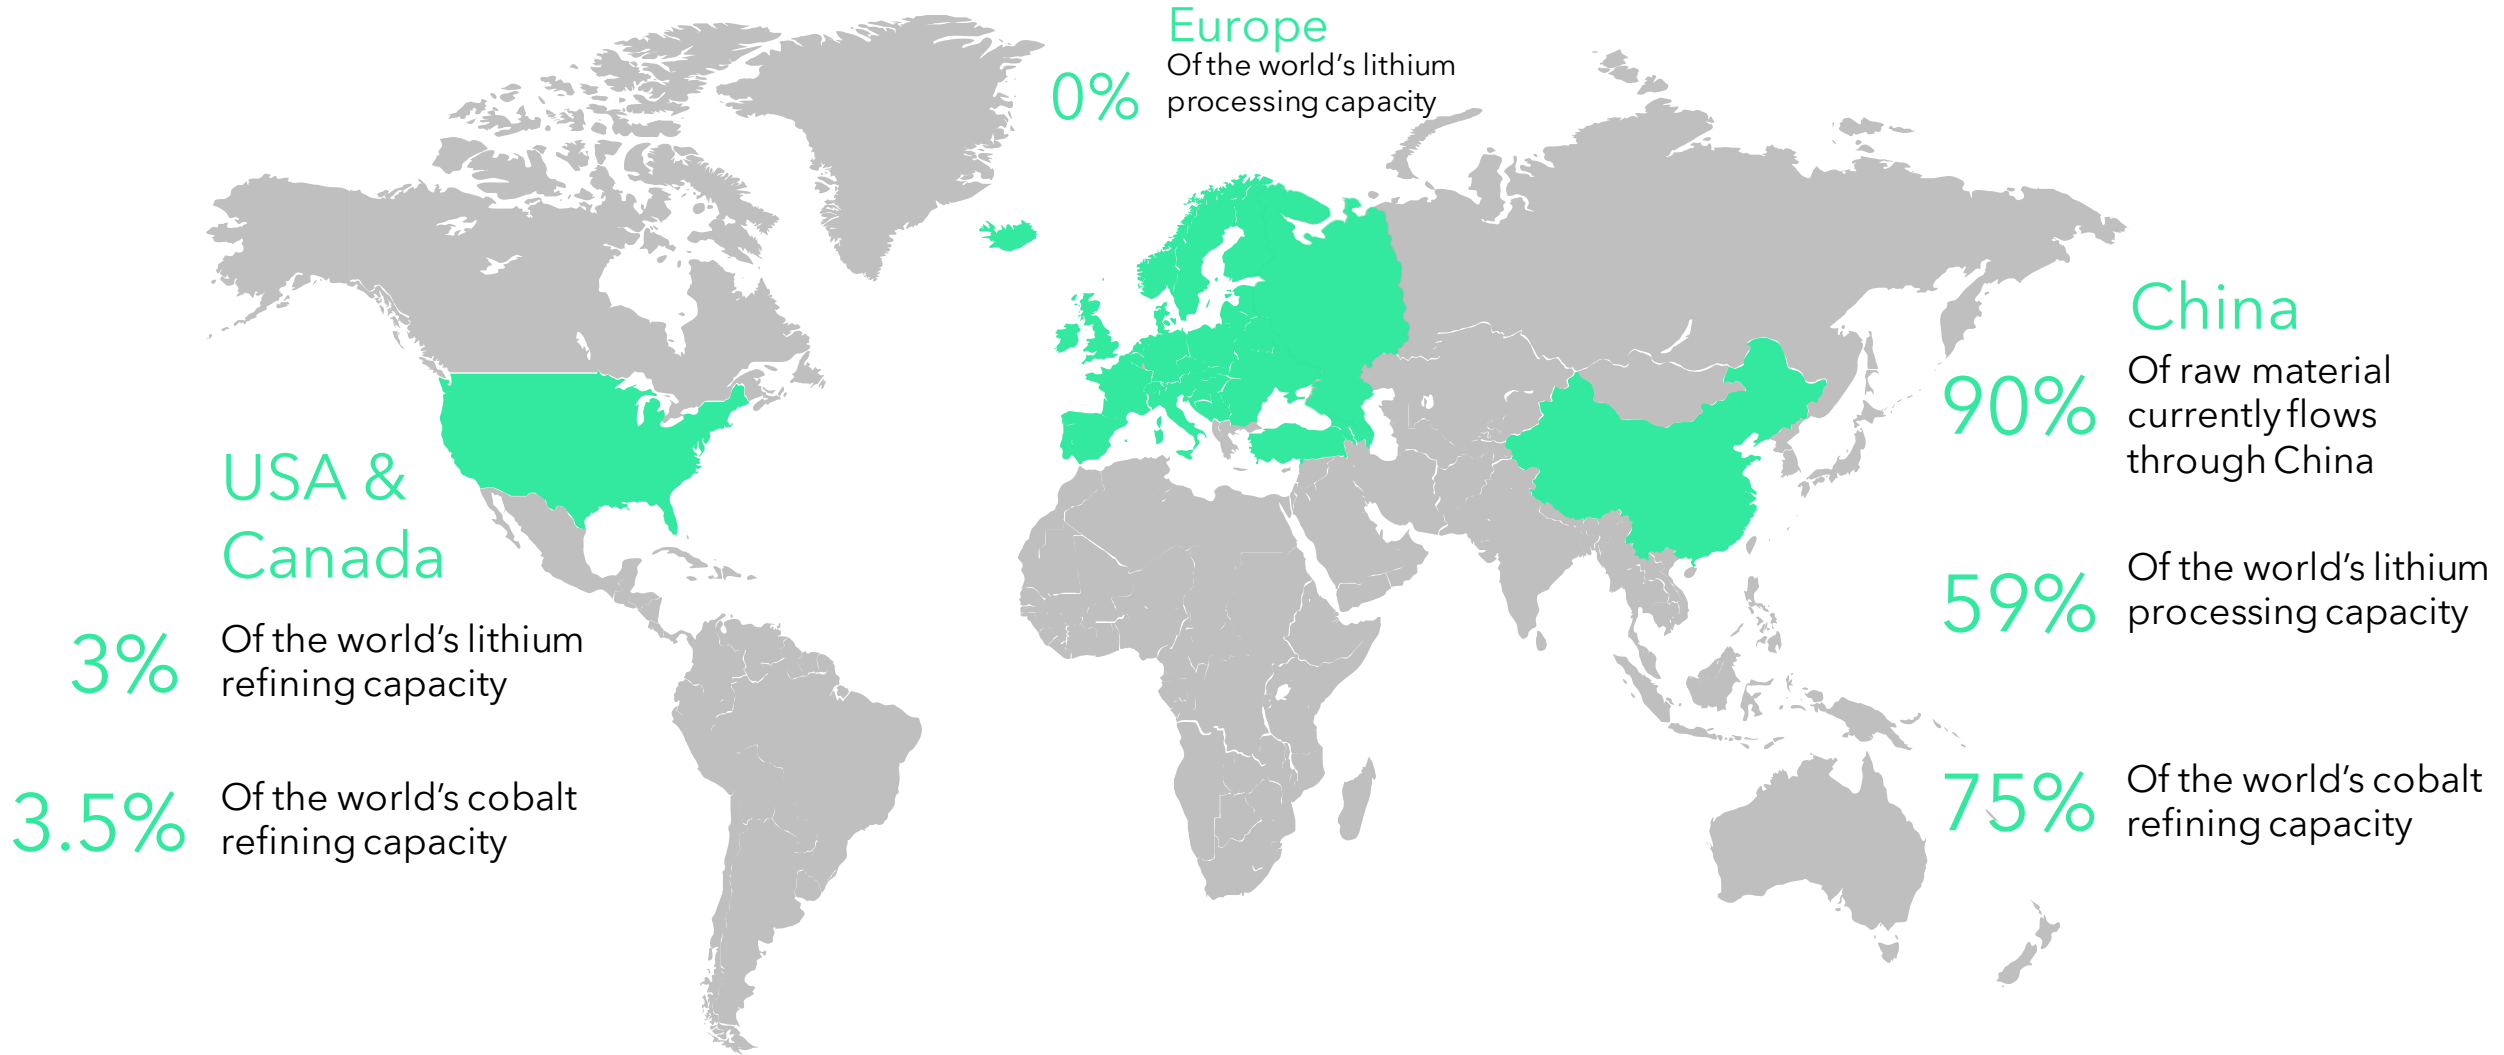 Europe
0%
Of the world's lithium
processing capacity
USA &
Canada
3%
Of the world's lithium
refining capacity
3.5%
Of the world's cobalt
refining capacity
China
90%
Of raw material
currently flows
through China
59%
Of the world's lithium
processing capacity
75%
Of the world's cobalt
refining capacity